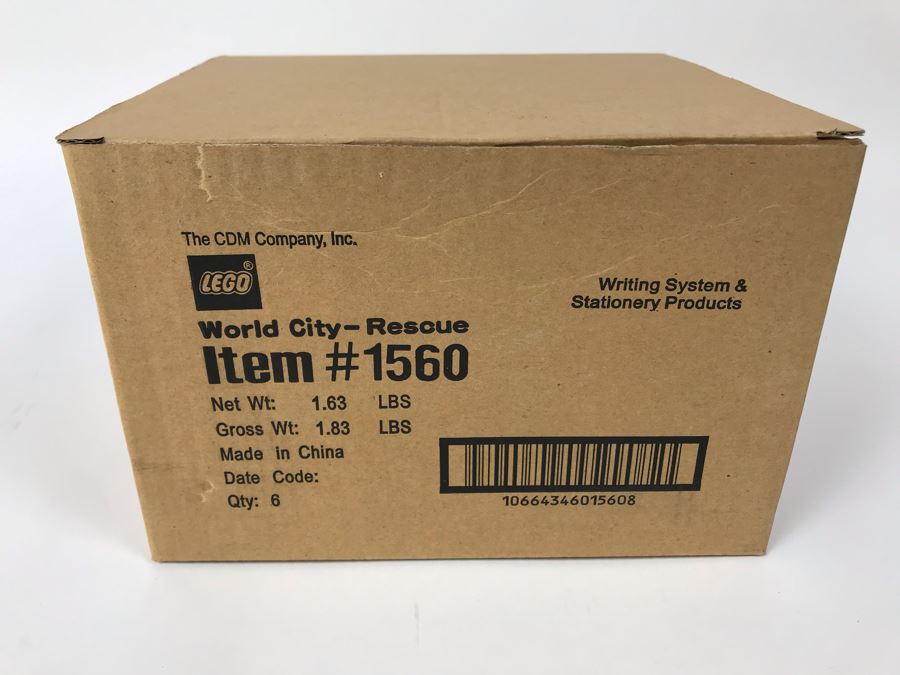 The CDM Company, Inc.
LEGO®
World City-Rescue
Item #1560
Net Wt: 1.63 LBS
Gross Wt: 1.83 LBS
Made in China
Date Code:
Qty: 6
Writing System &
Stationery Products
10664346015608